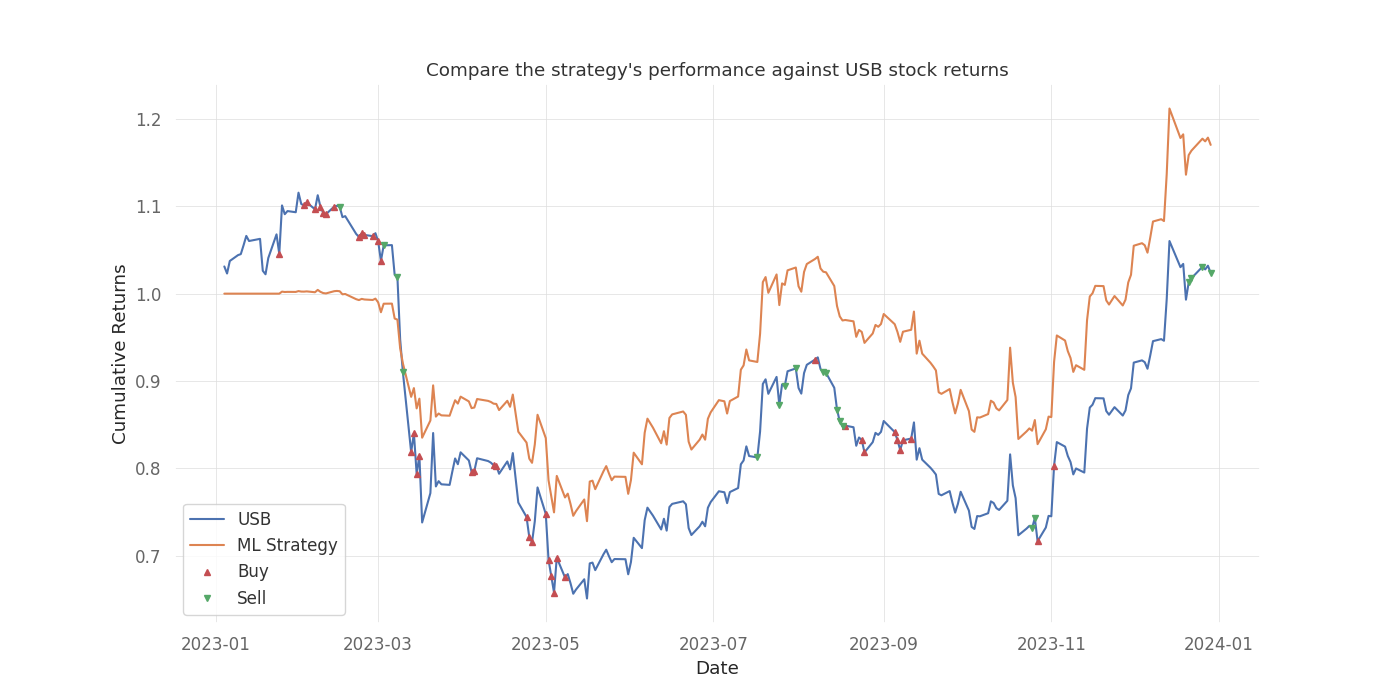 Compare the strategy's performance against USB stock returns
Cumulative Returns
1.2
1.1
1.0
0.9
0.8
0.7
USB
ML Strategy
Buy
Sell
2023-01
2023-03
2023-05
2023-07
2023-09
2023-11
2024-01
Date